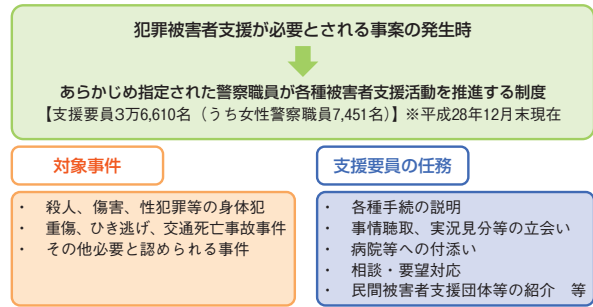 犯罪被害者支援が必要とされる事案の発生時
あらかじめ指定された警察職員が各種被害者支援活動を推進する制度
【支援要員3万6,610名（うち女性警察職員7,451名）】※平成28年12月末現在
対象事件
・ 殺人、傷害、性犯罪等の身体犯
・ 重傷、ひき逃げ、交通死亡事故事件
・ その他必要と認められる事件
支援要員の任務
・ 各種手続の説明
・ 事情聴取、実況見分等の立会い
・ 病院等への付添い
・ 相談・要望対応
・ 民間被害者支援団体等の紹介　等